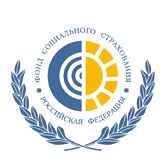 ФОНД СОЦИАЛЬНОГО СТРАХОВАНИЯ
РОССИЙСКАЯ ФЕДЕРАЦИЯ